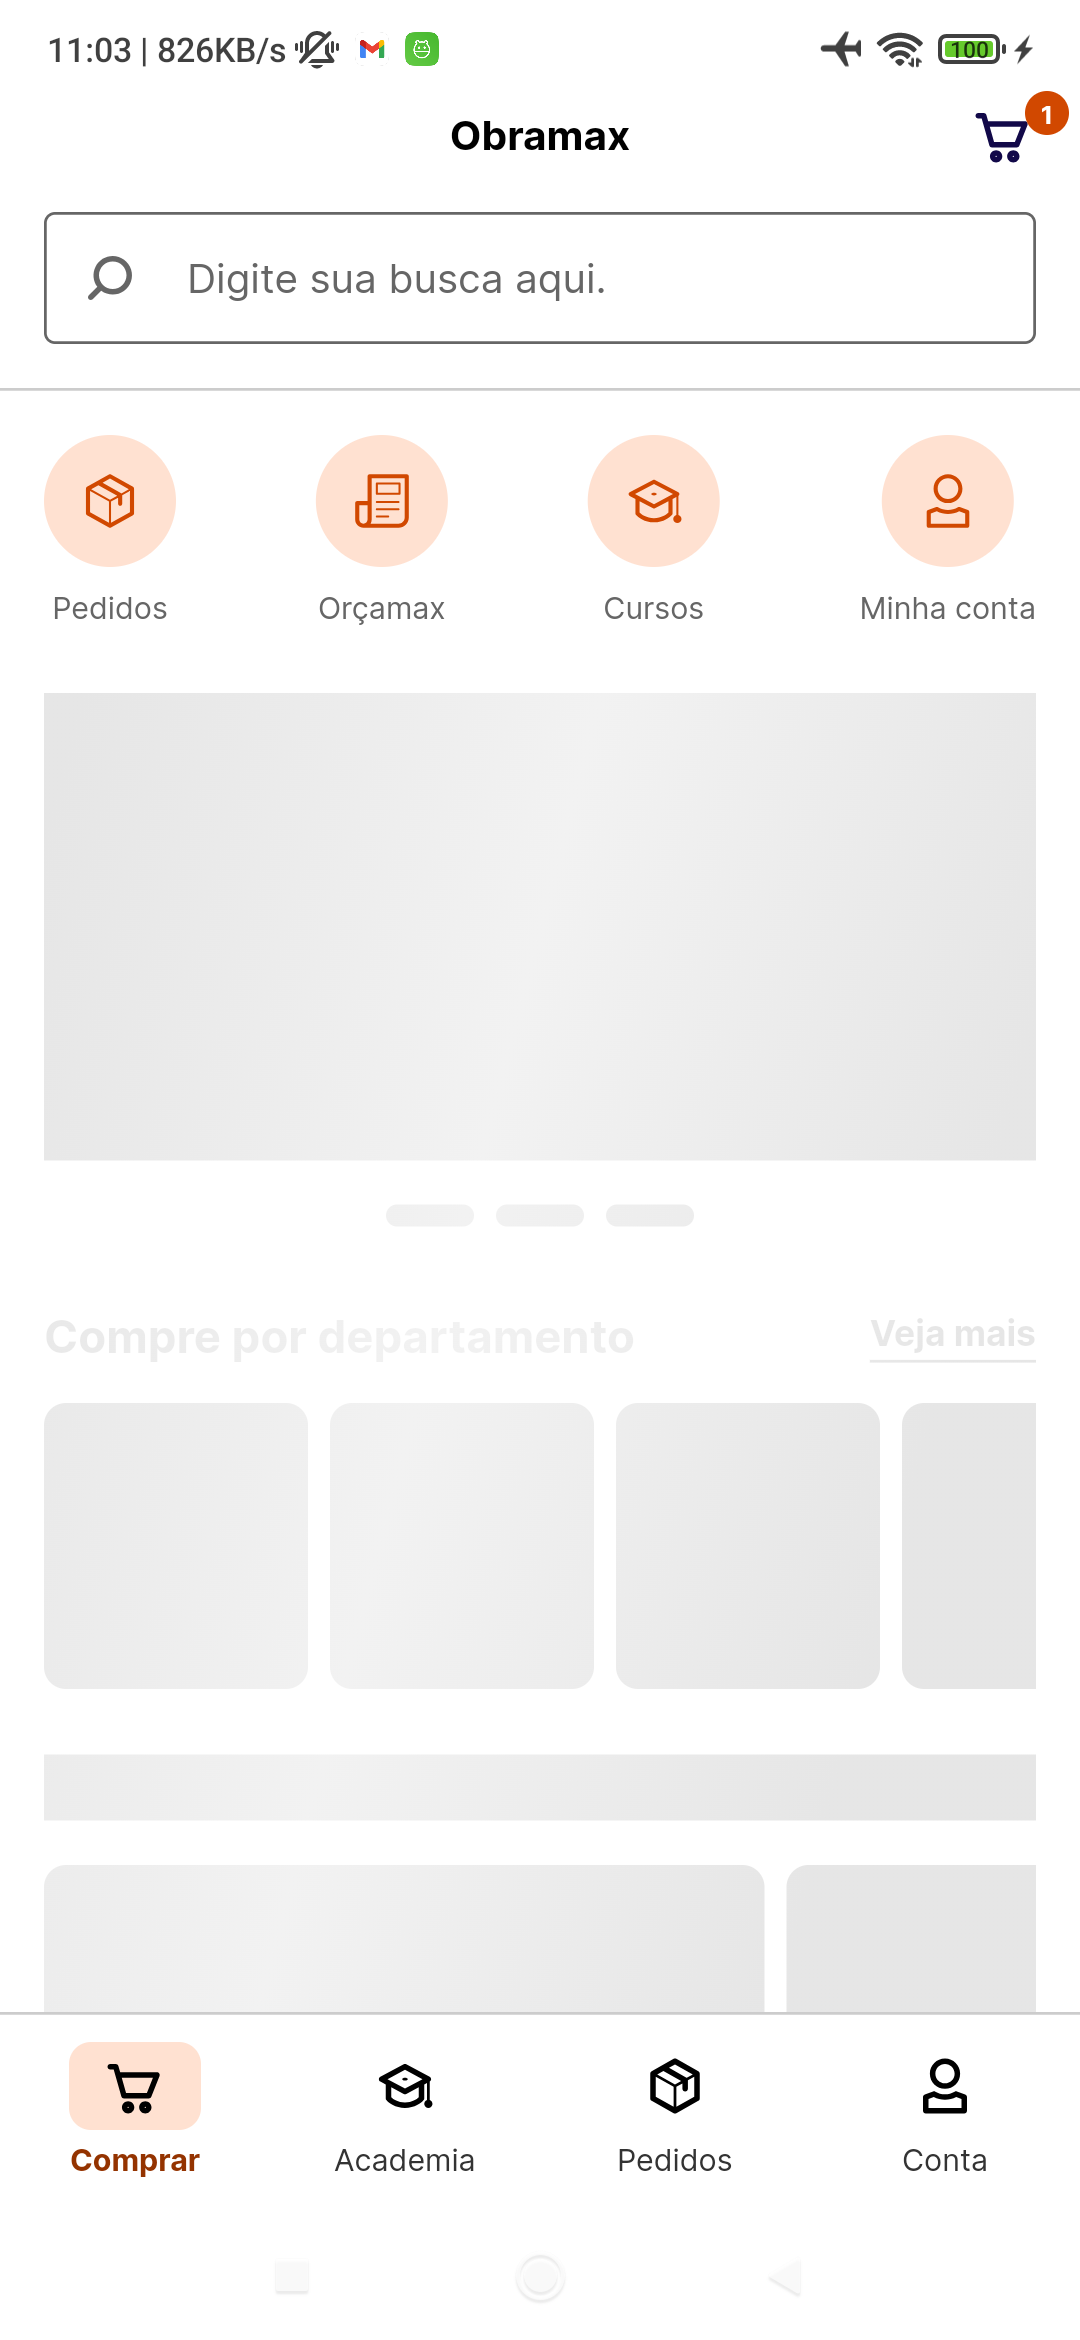 11:03 | 826KB/s
100
Obramax
1
Digite sua busca aqui.
Pedidos
Orçamax
Cursos
Minha conta
Compre por departamento
Veja mais
Comprar
Academia
Pedidos
Conta